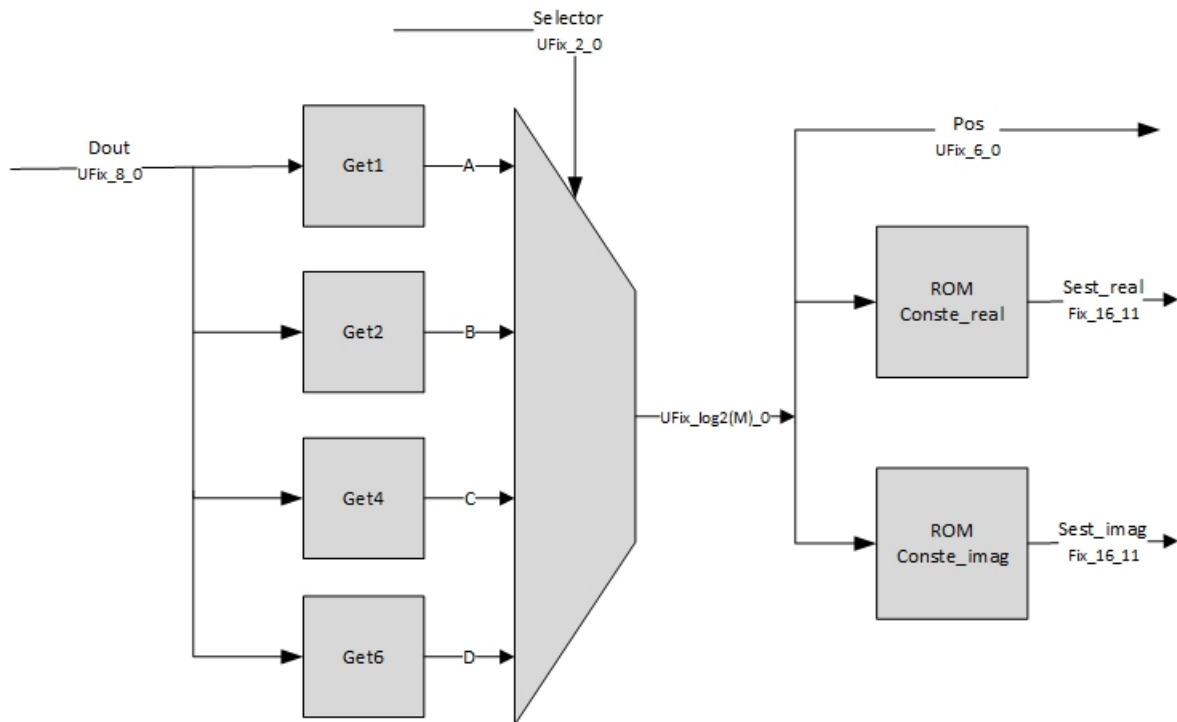 Selector
UFix_2_0
Dout
UFix_8_0
Get1
A
Pos
UFix_6_0
Get2
B
ROM
Conste_real
Sest_real
Fix_16_11
UFix_log2(M)_0
Get4
C
ROM
Conste_imag
Sest_imag
Fix_16_11
Get6
D